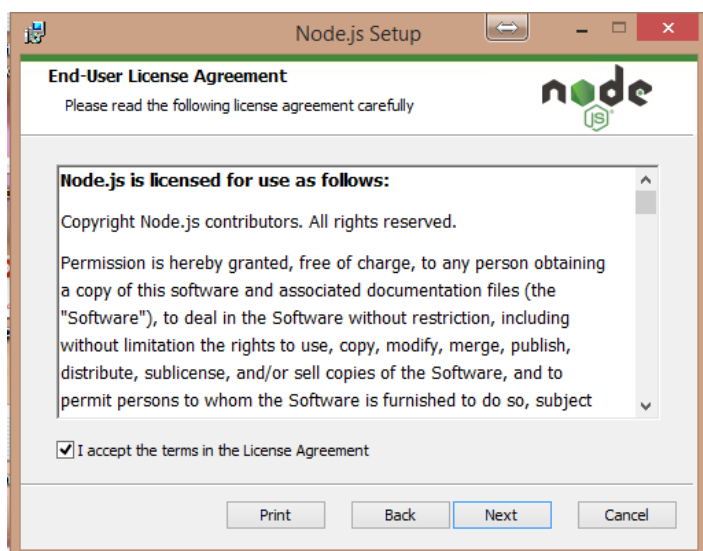 Node.js Setup
End-User License Agreement
Please read the following license agreement carefully
node
JS
Node.js is licensed for use as follows:
Copyright Node.js contributors. All rights reserved.
Permission is hereby granted, free of charge, to any person obtaining
a copy of this software and associated documentation files (the
"Software"), to deal in the Software without restriction, including
without limitation the rights to use, copy, modify, merge, publish,
distribute, sublicense, and/or sell copies of the Software, and to
permit persons to whom the Software is furnished to do so, subject
I accept the terms in the License Agreement
Print Back Next Cancel